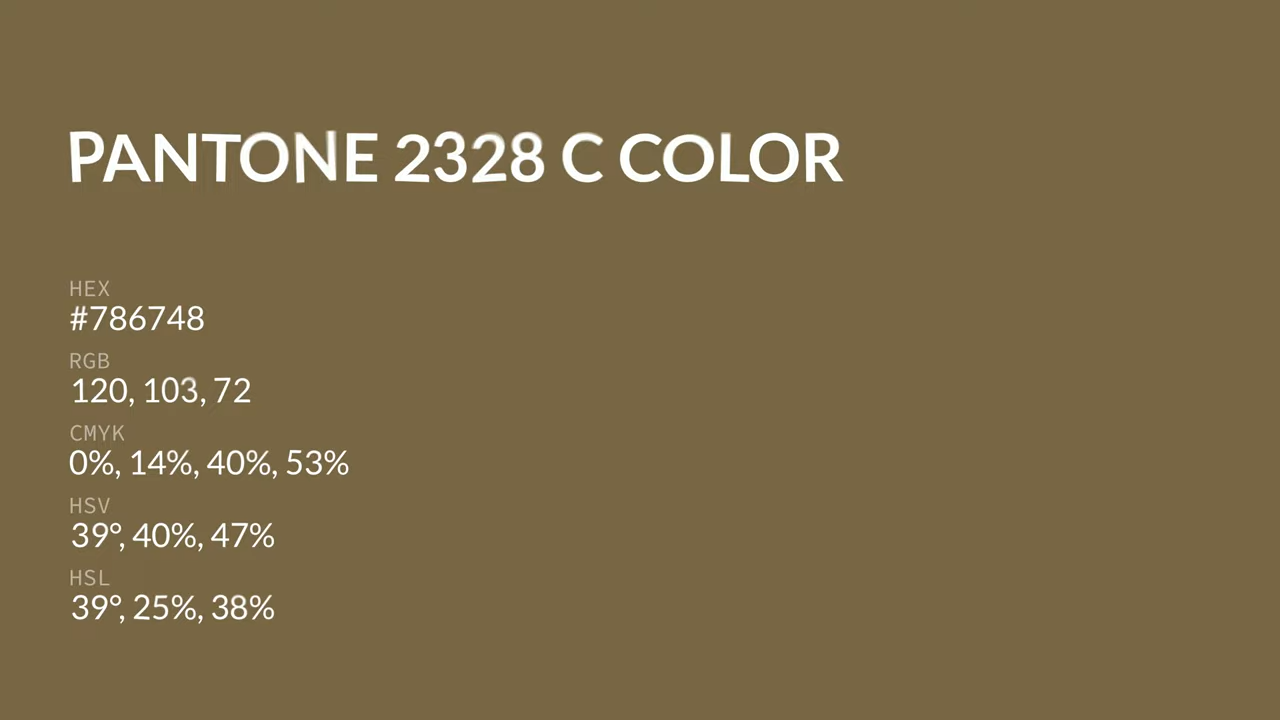 PANTONE 2328 C COLOR
HEX
#786748
RGB
120, 103, 72
CMYK
0%, 14%, 40%, 53%
HSV
39°, 40%, 47%
HSL
39°, 25%, 38%